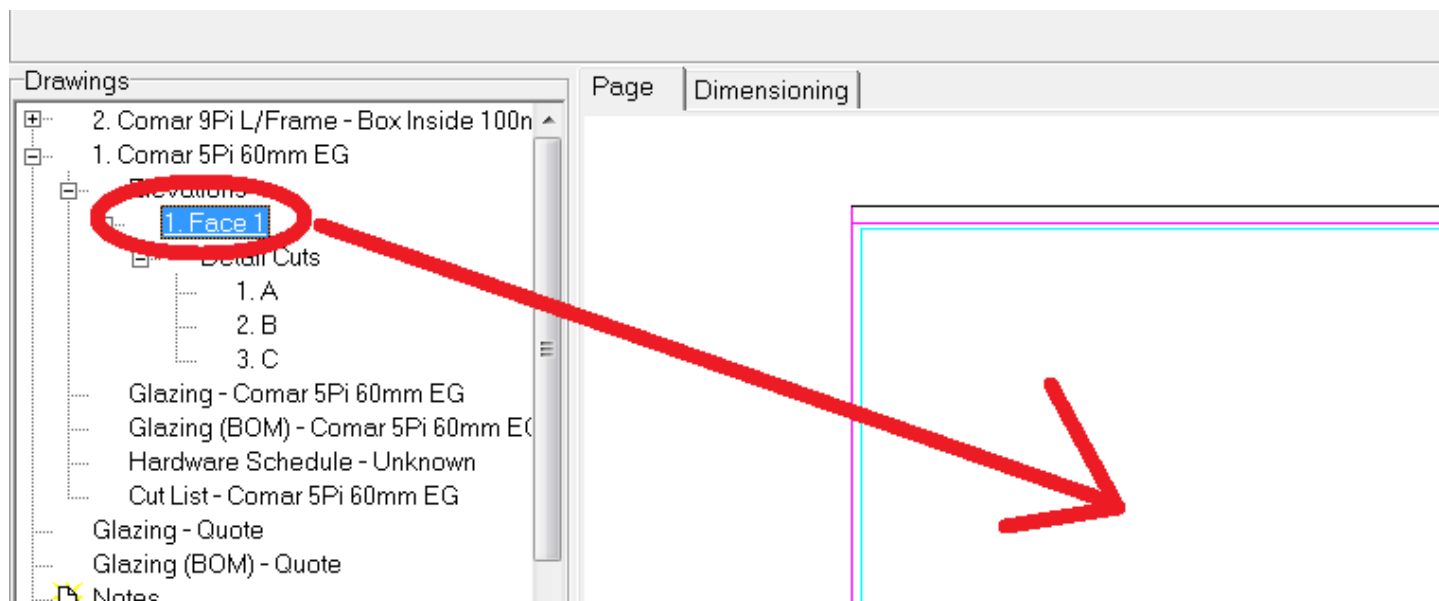 Drawings
Page
Dimensioning
2. Comar 9Pi L/Frame - Box Inside 100
1. Comar 5Pi 60mm EG
Elevations
1. Face 1
Detail Cuts
1. A
2. B
3. C
Glazing - Comar 5Pi 60mm EG
Glazing (BOM) - Comar 5Pi 60mm
Hardware Schedule - Unknown
Cut List - Comar 5Pi 60mm EG
Glazing - Quote
Glazing (BOM) - Quote
Notes